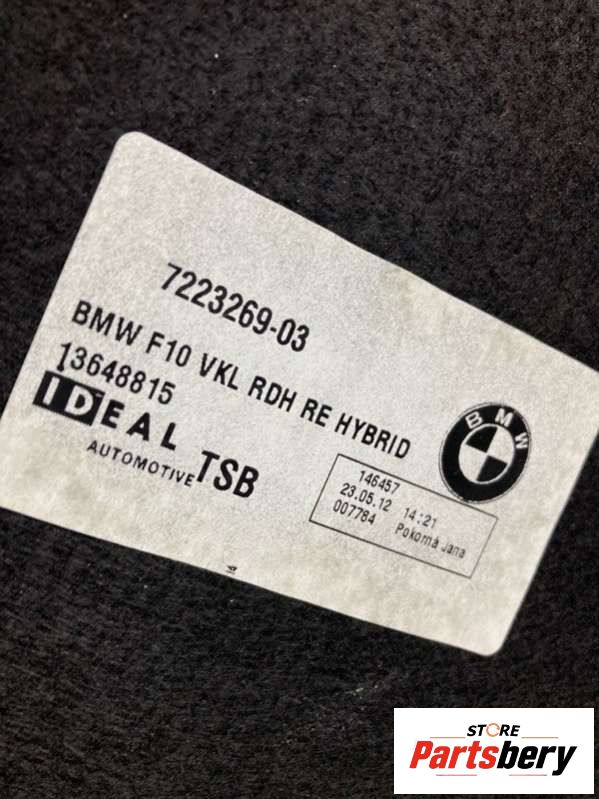 7223269-03
BMW F10 VKL RDH RE HYBRID
13648815
IDEAL TSB
AUTOMOTIVE
BMW
146457
23.05.12 14:21
007784 Pokorná Jana
STORE
Partsbery